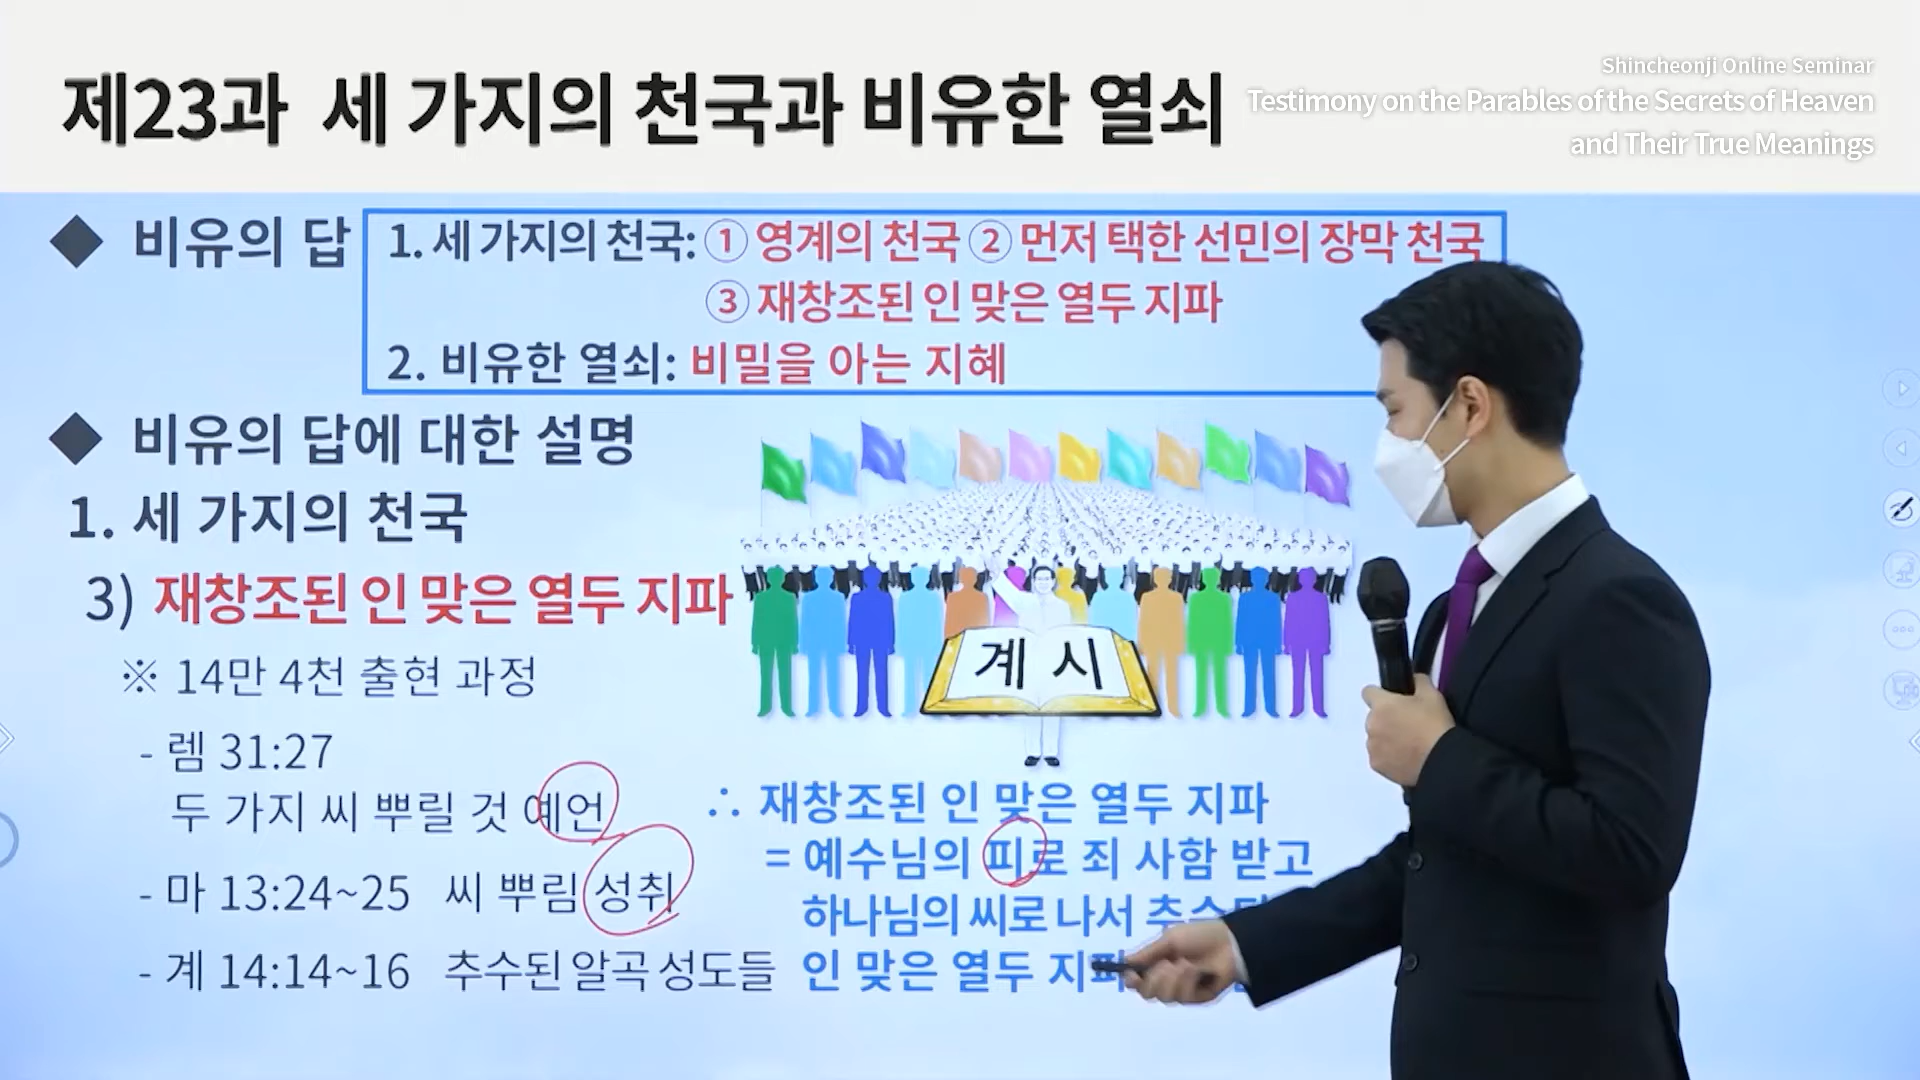 제23과 세 가지의 천국과 비유한 열쇠
Shincheonji Online Seminar
Testimony on the Parables of the Secrets of Heaven
and Their True Meanings
◆ 비유의 답
1. 세 가지의 천국: ① 영계의 천국 ② 먼저 택한 선민의 장막 천국
③ 재창조된 인 맞은 열두 지파
2. 비유한 열쇠: 비밀을 아는 지혜
◆ 비유의 답에 대한 설명
1. 세 가지의 천국
3) 재창조된 인 맞은 열두 지파
※ 14만 4천 출현 과정
- 렘 31:27
두 가지 씨 뿌릴 것 예언
- 마 13:24~25 씨 뿌림 성취
- 계 14:14~16 추수된 알곡 성도들
계 시
∴ 재창조된 인 맞은 열두 지파
= 예수님의 피로 죄 사함 받고
하나님의 씨로 나서
인 맞은 열두 지파